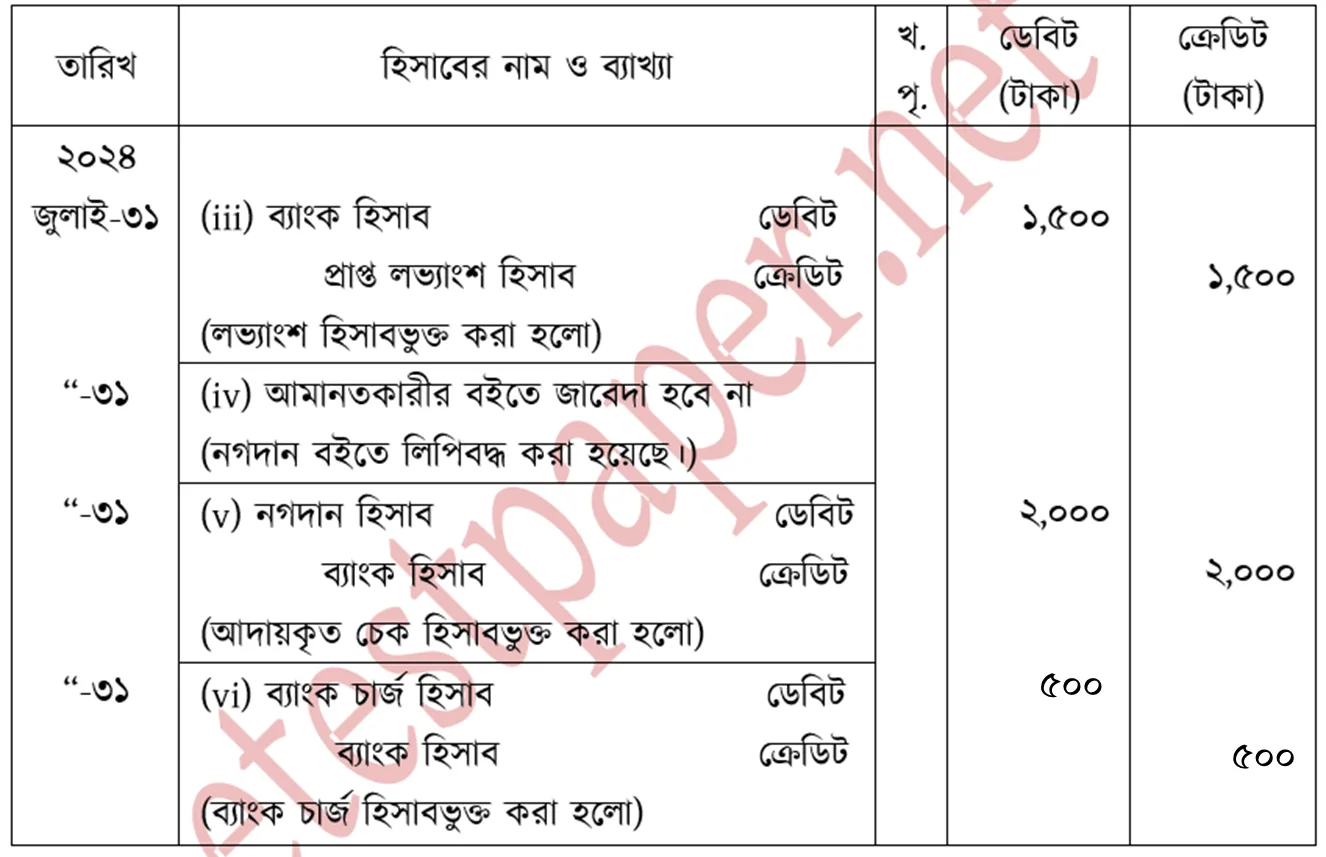 তারিখ হিসাবের নাম ও ব্যাখ্যা খ. পৃ. ডেবিট (টাকা) ক্রেডিট (টাকা)
২০২৪
জুলাই-৩১ (iii) ব্যাংক হিসাব ডেবিট ১,৫০০
প্রাপ্ত লভ্যাংশ হিসাব ক্রেডিট ১,৫০০
(লভ্যাংশ হিসাবভুক্ত করা হলো)
“-৩১ (iv) আমানতকারীর বইতে জাবেদা হবে না
(নগদান বইতে লিপিবদ্ধ করা হয়েছে।)
“-৩১ (v) নগদান হিসাব ডেবিট ২,০০০
ব্যাংক হিসাব ক্রেডিট ২,০০০
(আদায়কৃত চেক হিসাবভুক্ত করা হলো)
“-৩১ (vi) ব্যাংক চার্জ হিসাব ডেবিট ৫০০
ব্যাংক হিসাব ক্রেডিট ৫০০
(ব্যাংক চার্জ হিসাবভুক্ত করা হলো)
etestpaper.net